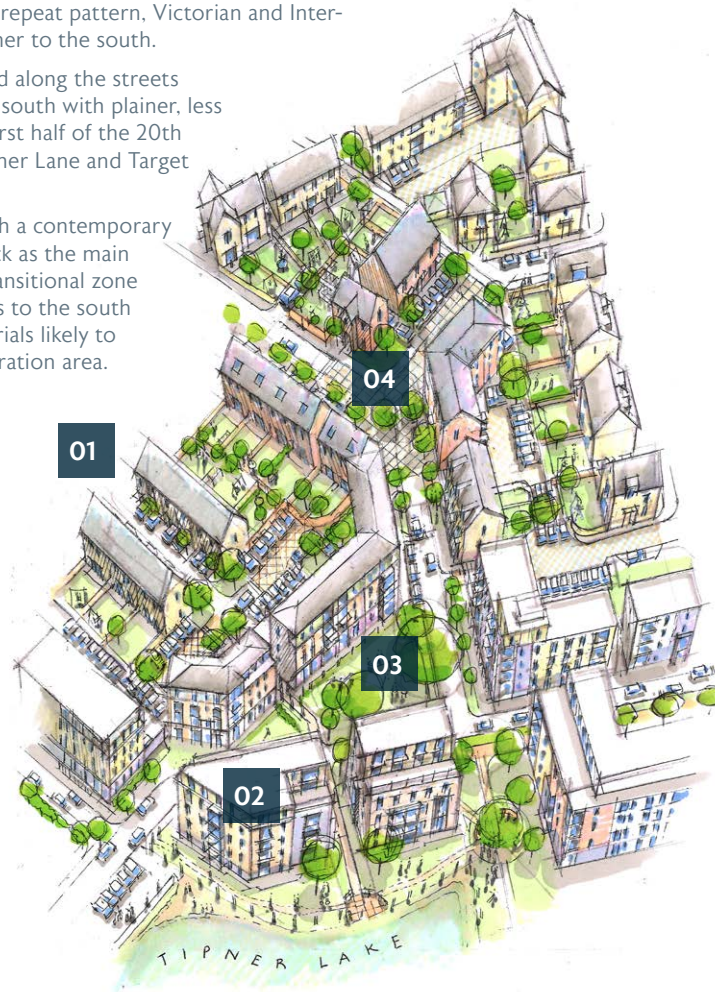 repeat pattern, Victorian and Inter-
ner to the south.
d along the streets
south with plainer, less
rst half of the 20th
ner Lane and Target
h a contemporary
ck as the main
ansitional zone
s to the south
rials likely to
ration area.
04
01
03
02
TIPNER LAKE